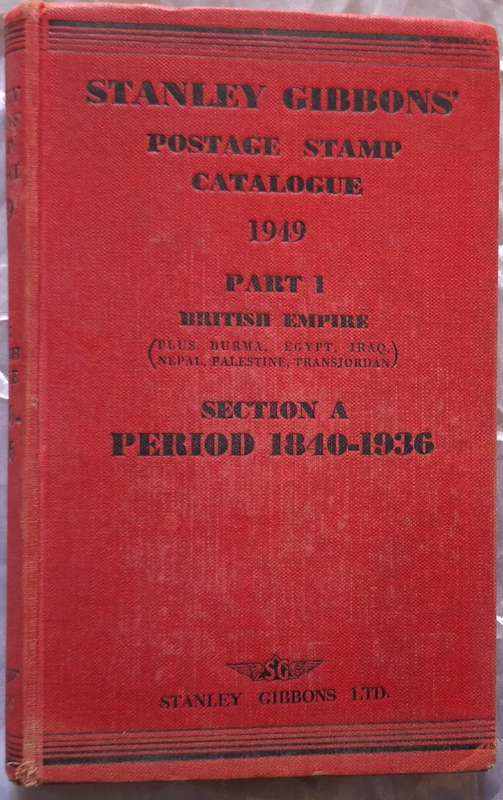 STANLEY GIBBONS'
POSTAGE STAMP
CATALOGUE
1949
PART 1
BRITISH EMPIRE
(PLUS BURMA, EGYPT, IRAQ,
NEPAL, PALESTINE, TRANSJORDAN)
SECTION A
PERIOD 1840-1936
SG
STANLEY GIBBONS LTD.